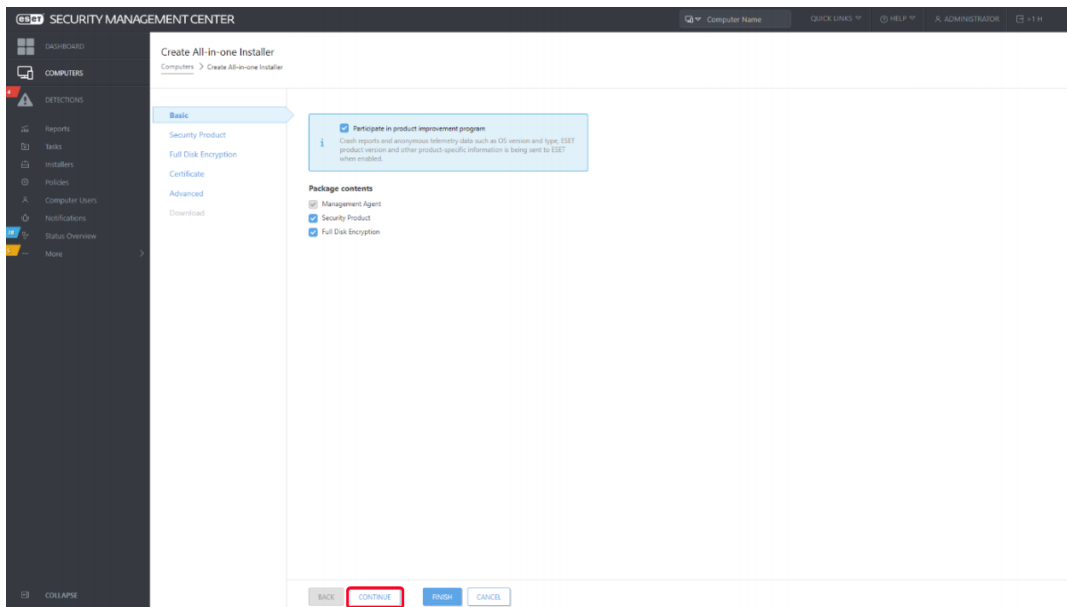 eset SECURITY MANAGEMENT CENTER
Computer Name
QUICK LINKS
HELP
ADMINISTRATOR
>1 H
DASHBOARD
COMPUTERS
DETECTIONS
Reports
Tasks
Installers
Policies
Computer Users
Notifications
Status Overview
More
COLLAPSE
Create All-in-one Installer
Computers > Create All-in-one Installer
Basic
Security Product
Full Disk Encryption
Certificate
Advanced
Download
Participate in product improvement program
Crash reports and anonymous telemetry data such as OS version and type, ESET
product version and other product-specific information is being sent to ESET
when enabled.
Package contents
Management Agent
Security Product
Full Disk Encryption
BACK
CONTINUE
FINISH
CANCEL